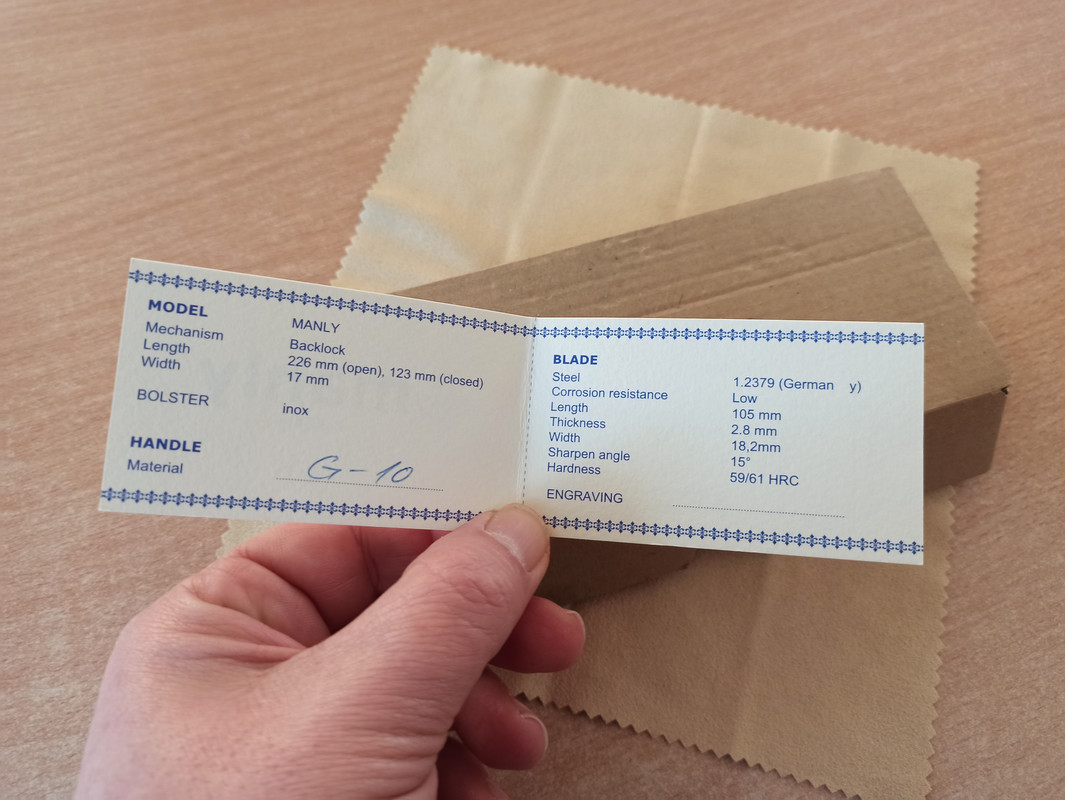 MODEL MANLY
Mechanism Backlock
Length 226 mm (open), 123 mm (closed)
Width 17 mm
BOLSTER inox
HANDLE
Material G-10
BLADE
Steel 1.2379 (German y)
Corrosion resistance Low
Length 105 mm
Thickness 2.8 mm
Width 18,2mm
Sharpen angle 15°
Hardness 59/61 HRC
ENGRAVING